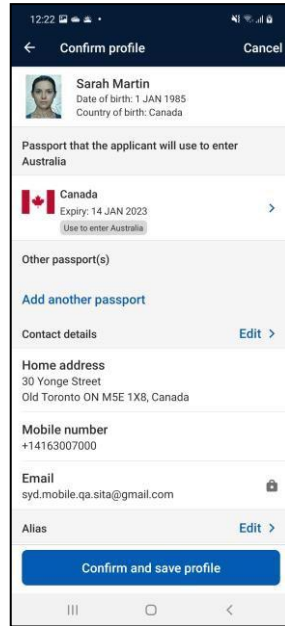 12:22
Confirm profile Cancel
Sarah Martin
Date of birth: 1 JAN 1985
Country of birth: Canada
Passport that the applicant will use to enter
Australia
Canada
Expiry: 14 JAN 2023
Use to enter Australia
Other passport(s)
Add another passport
Contact details Edit
Home address
30 Yonge Street
Old Toronto ON M5E 1X8, Canada
Mobile number
+14163007000
Email
syd.mobile.qa.sita@gmail.com
Alias Edit
Confirm and save profile